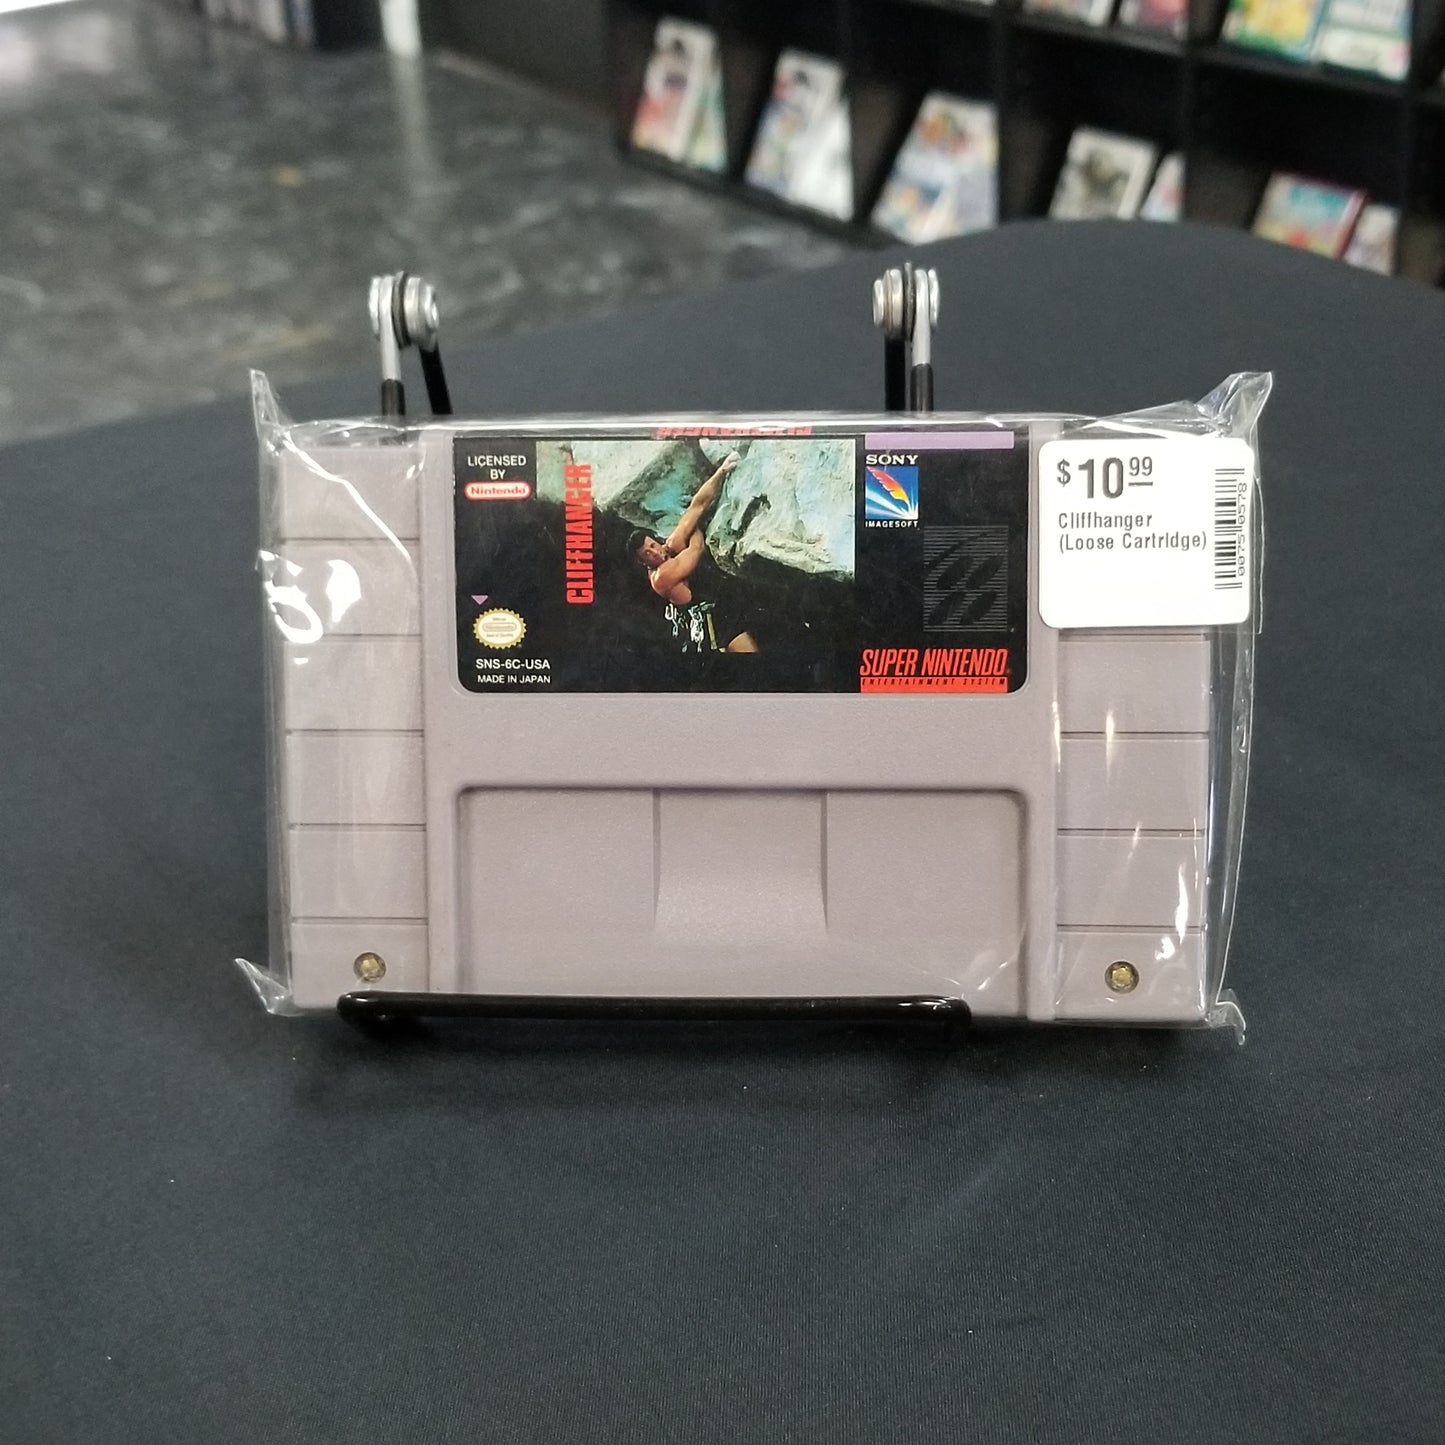 CLIFFHANGER
LICENSED
BY
Nintendo
CLIFFHANGER
SNS-6C-USA
MADE IN JAPAN
SONY
IMAGESOFT
SUPER NINTENDO
ENTERTAINMENT SYSTEM
$10.99
Cliffhanger
(Loose Cartridge)